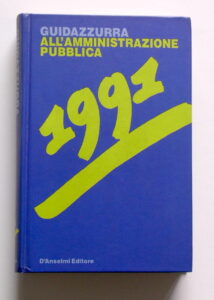 GUIDAZZURRA
ALL'AMMINISTRAZIONE
PUBBLICA
1991
D'Anselmi Editore